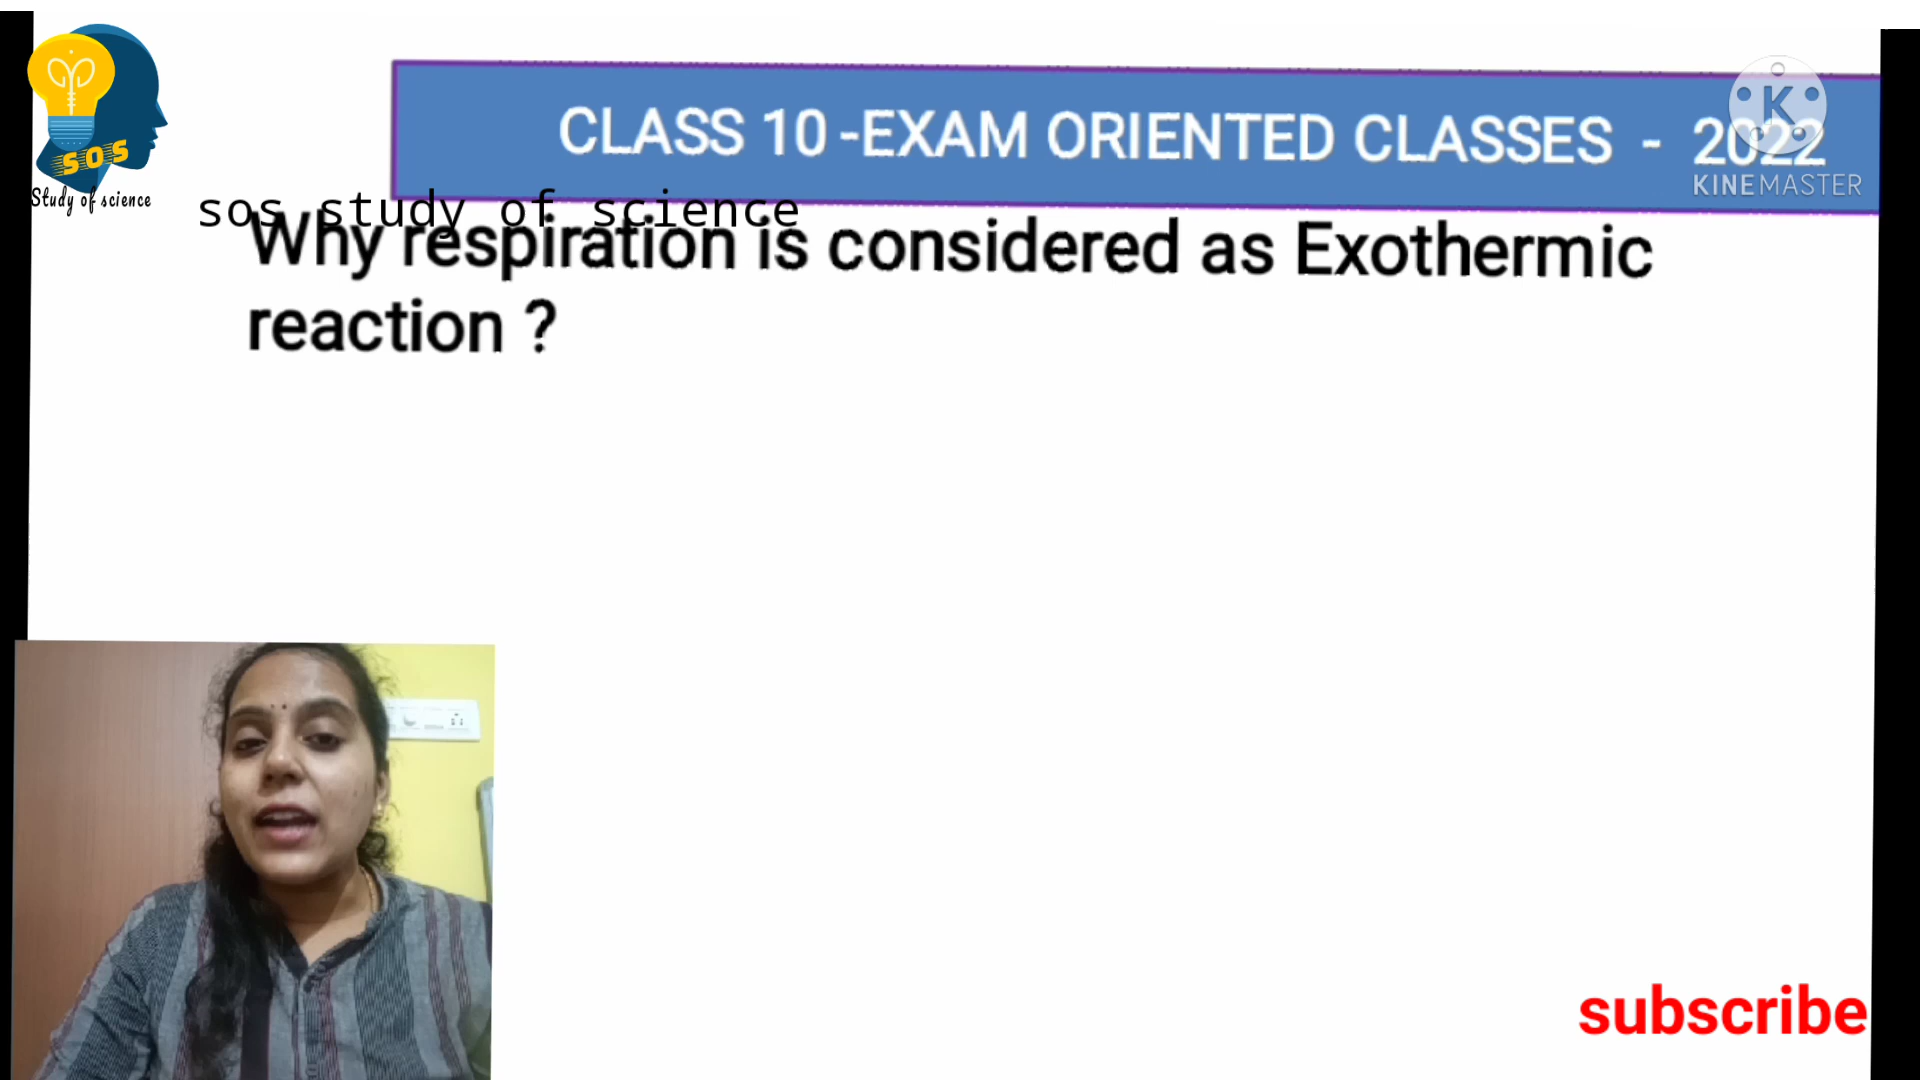 SOS
Study of science
CLASS 10 -EXAM ORIENTED CLASSES - 2022
KINEMASTER
sos study of science
Why respiration is considered as Exothermic
reaction ?
subscribe